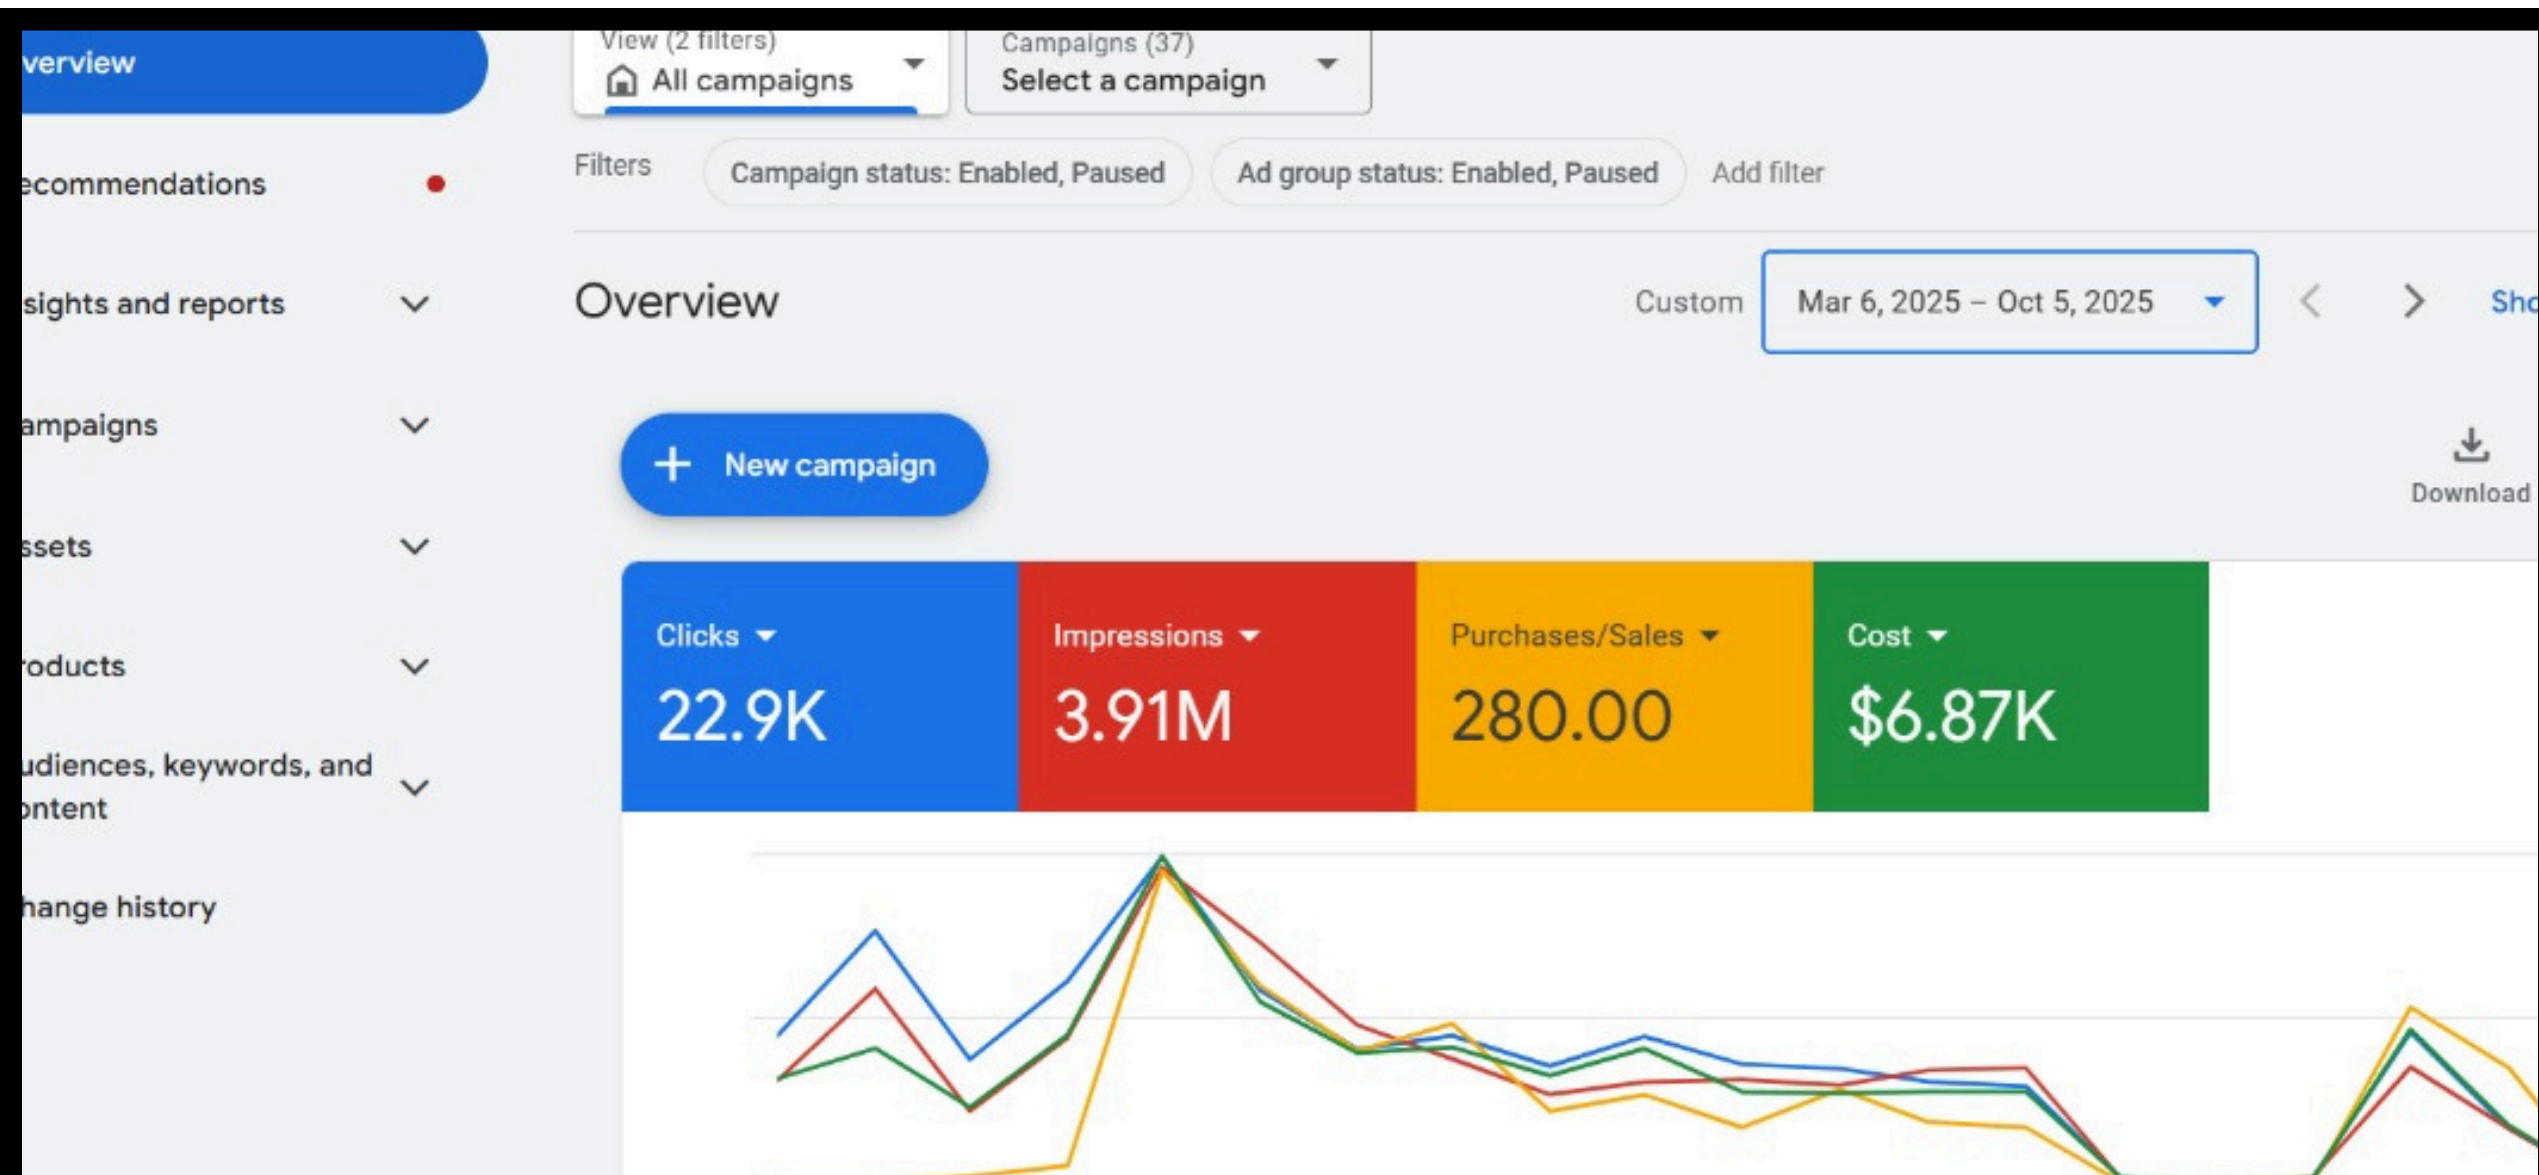 verview
View (2 filters)
All campaigns
Campaigns (37)
Select a campaign
ecommendations
Filters
Campaign status: Enabled, Paused
Ad group status: Enabled, Paused
Add filter
sights and reports
Overview
Custom
Mar 6, 2025 – Oct 5, 2025
Sho
ampaigns
New campaign
Download
ssets
Clicks
22.9K
Impressions
3.91M
Purchases/Sales
280.00
Cost
$6.87K
roducts
udiences, keywords, and
ontent
hange history